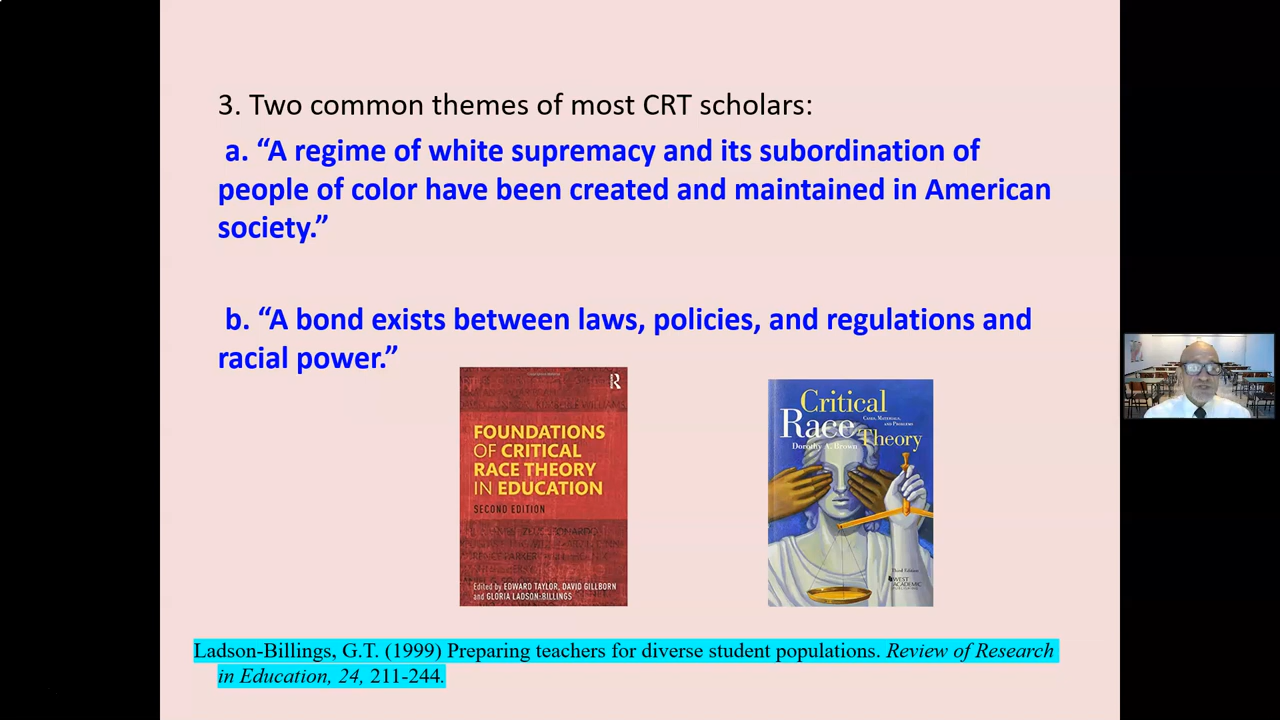 3. Two common themes of most CRT scholars:
a. “A regime of white supremacy and its subordination of
people of color have been created and maintained in American
society.”
b. “A bond exists between laws, policies, and regulations and
racial power.”
R
FOUNDATIONS
OF CRITICAL
RACE THEORY
IN EDUCATION
SECOND EDITION
Edited by EDWARD TAYLOR, DAVID GILLBORN
and GLORIA LADSON-BILLINGS
Critical
Race
CASES, MATERIALS,
AND PROBLEMS
Theory
Dorothy A. Brown
Third Edition
WEST
ACADEMIC
PUBLISHING
Ladson-Billings, G.T. (1999) Preparing teachers for diverse student populations. Review of Research
in Education, 24, 211-244.